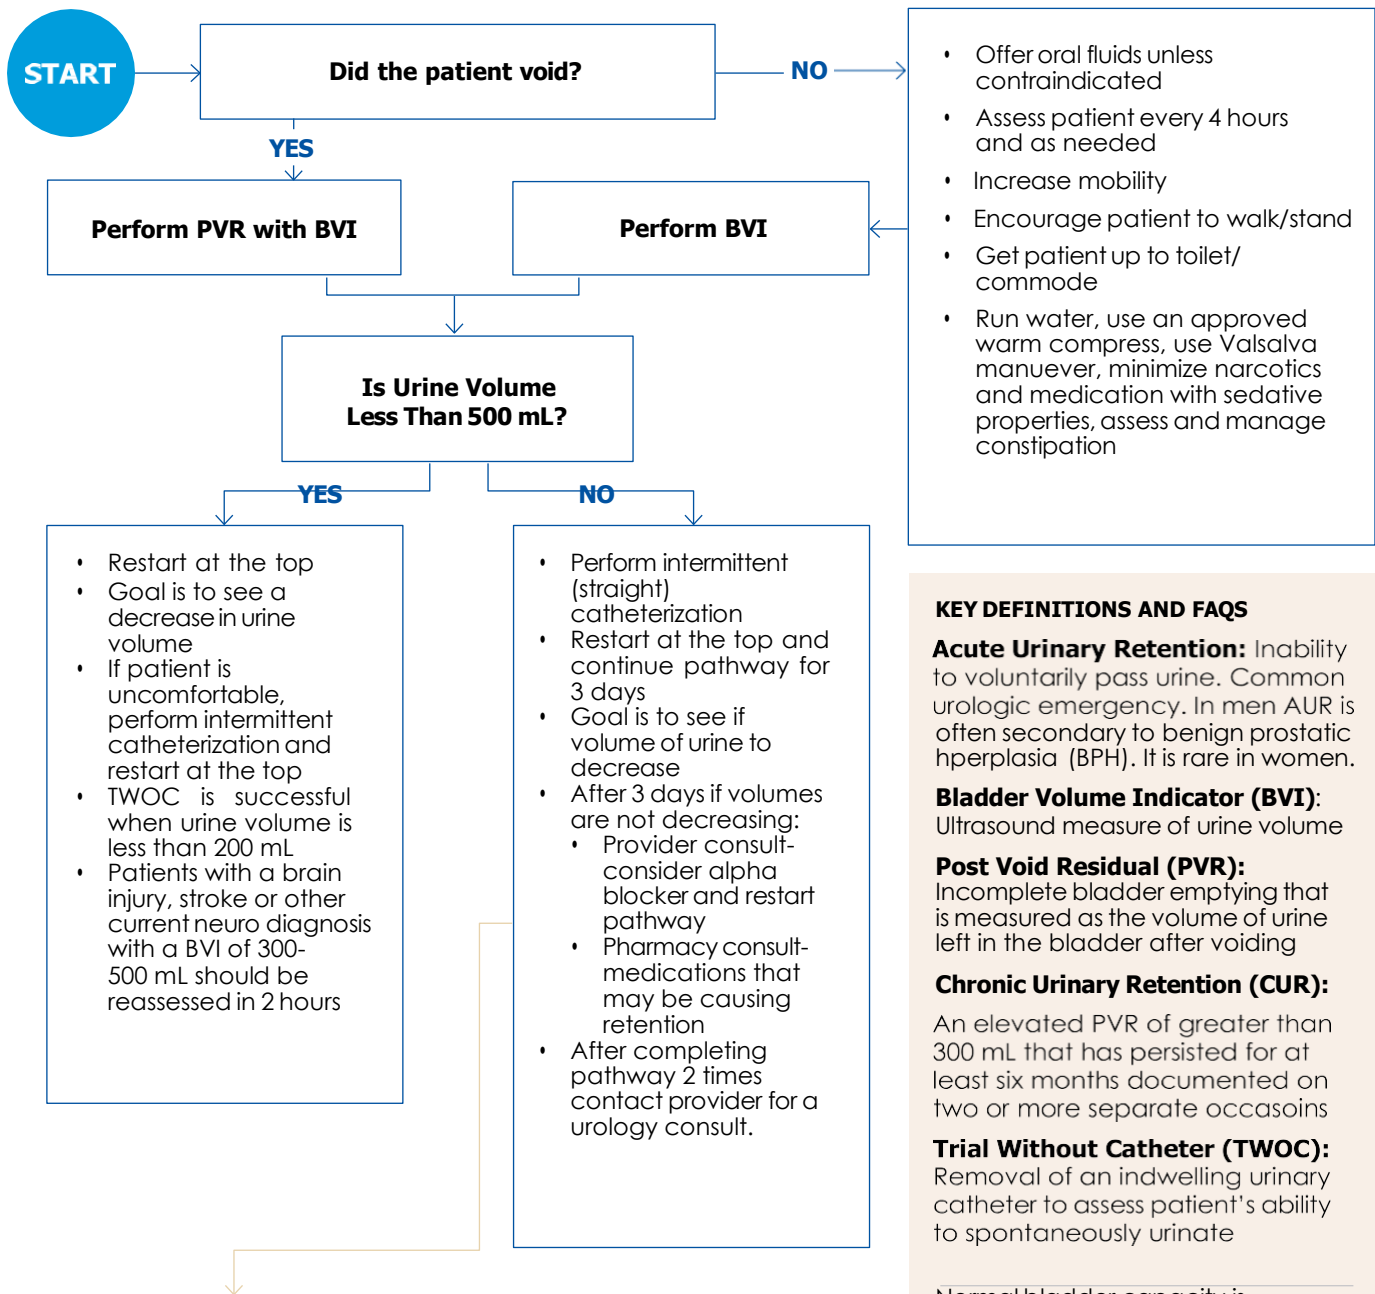 START
Did the patient void?
NO
YES
Perform PVR with BVI
Perform BVI
• Offer oral fluids unless
contraindicated
• Assess patient every 4 hours
and as needed
• Increase mobility
• Encourage patient to walk/stand
• Get patient up to toilet/
commode
• Run water, use an approved
warm compress, use Valsalva
manuever, minimize narcotics
and medication with sedative
properties, assess and manage
constipation
Is Urine Volume
Less Than 500 mL?
YES
NO
• Restart at the top
• Goal is to see a
decrease in urine
volume
• If patient is
uncomfortable,
perform intermittent
catheterization and
restart at the top
• TWOC is successful
when urine volume is
less than 200 mL
• Patients with a brain
injury, stroke or other
current neuro diagnosis
with a BVI of 300-
500 mL should be
reassessed in 2 hours
• Perform intermittent
(straight)
catheterization
• Restart at the top and
continue pathway for
3 days
• Goal is to see if
volume of urine to
decrease
• After 3 days if volumes
are not decreasing:
• Provider consult-
consider alpha
blocker and restart
pathway
• Pharmacy consult-
medications that
may be causing
retention
• After completing
pathway 2 times
contact provider for a
urology consult.
KEY DEFINITIONS AND FAQS
Acute Urinary Retention: Inability
to voluntarily pass urine. Common
urologic emergency. In men AUR is
often secondary to benign prostatic
hperplasia (BPH). It is rare in women.
Bladder Volume Indicator (BVI):
Ultrasound measure of urine volume
Post Void Residual (PVR):
Incomplete bladder emptying that
is measured as the volume of urine
left in the bladder after voiding
Chronic Urinary Retention (CUR):
An elevated PVR of greater than
300 mL that has persisted for at
least six months documented on
two or more separate occasoins
Trial Without Catheter (TWOC):
Removal of an indwelling urinary
catheter to assess patient's ability
to spontaneously urinate
Normal bladder capacity is